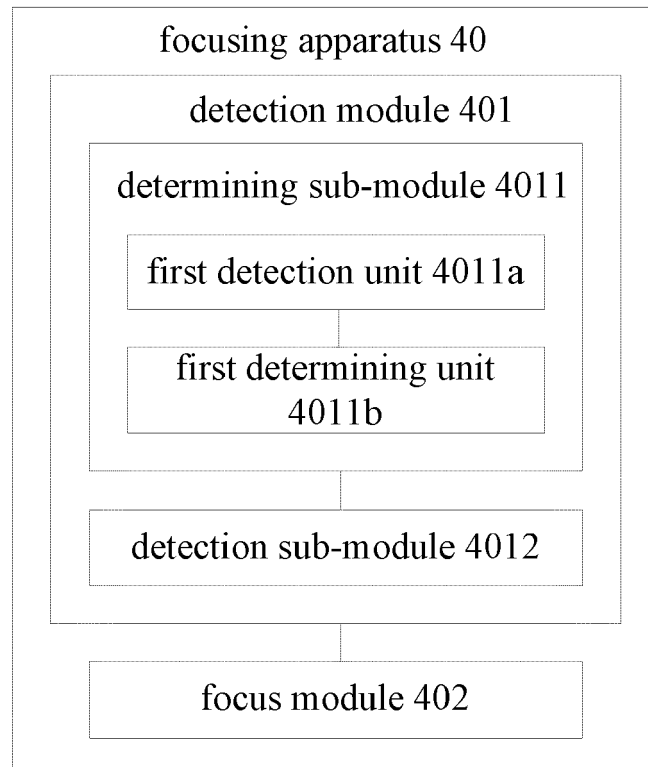 focusing apparatus 40
detection module 401
determining sub-module 4011
first detection unit 4011a
first determining unit
4011b
detection sub-module 4012
focus module 402